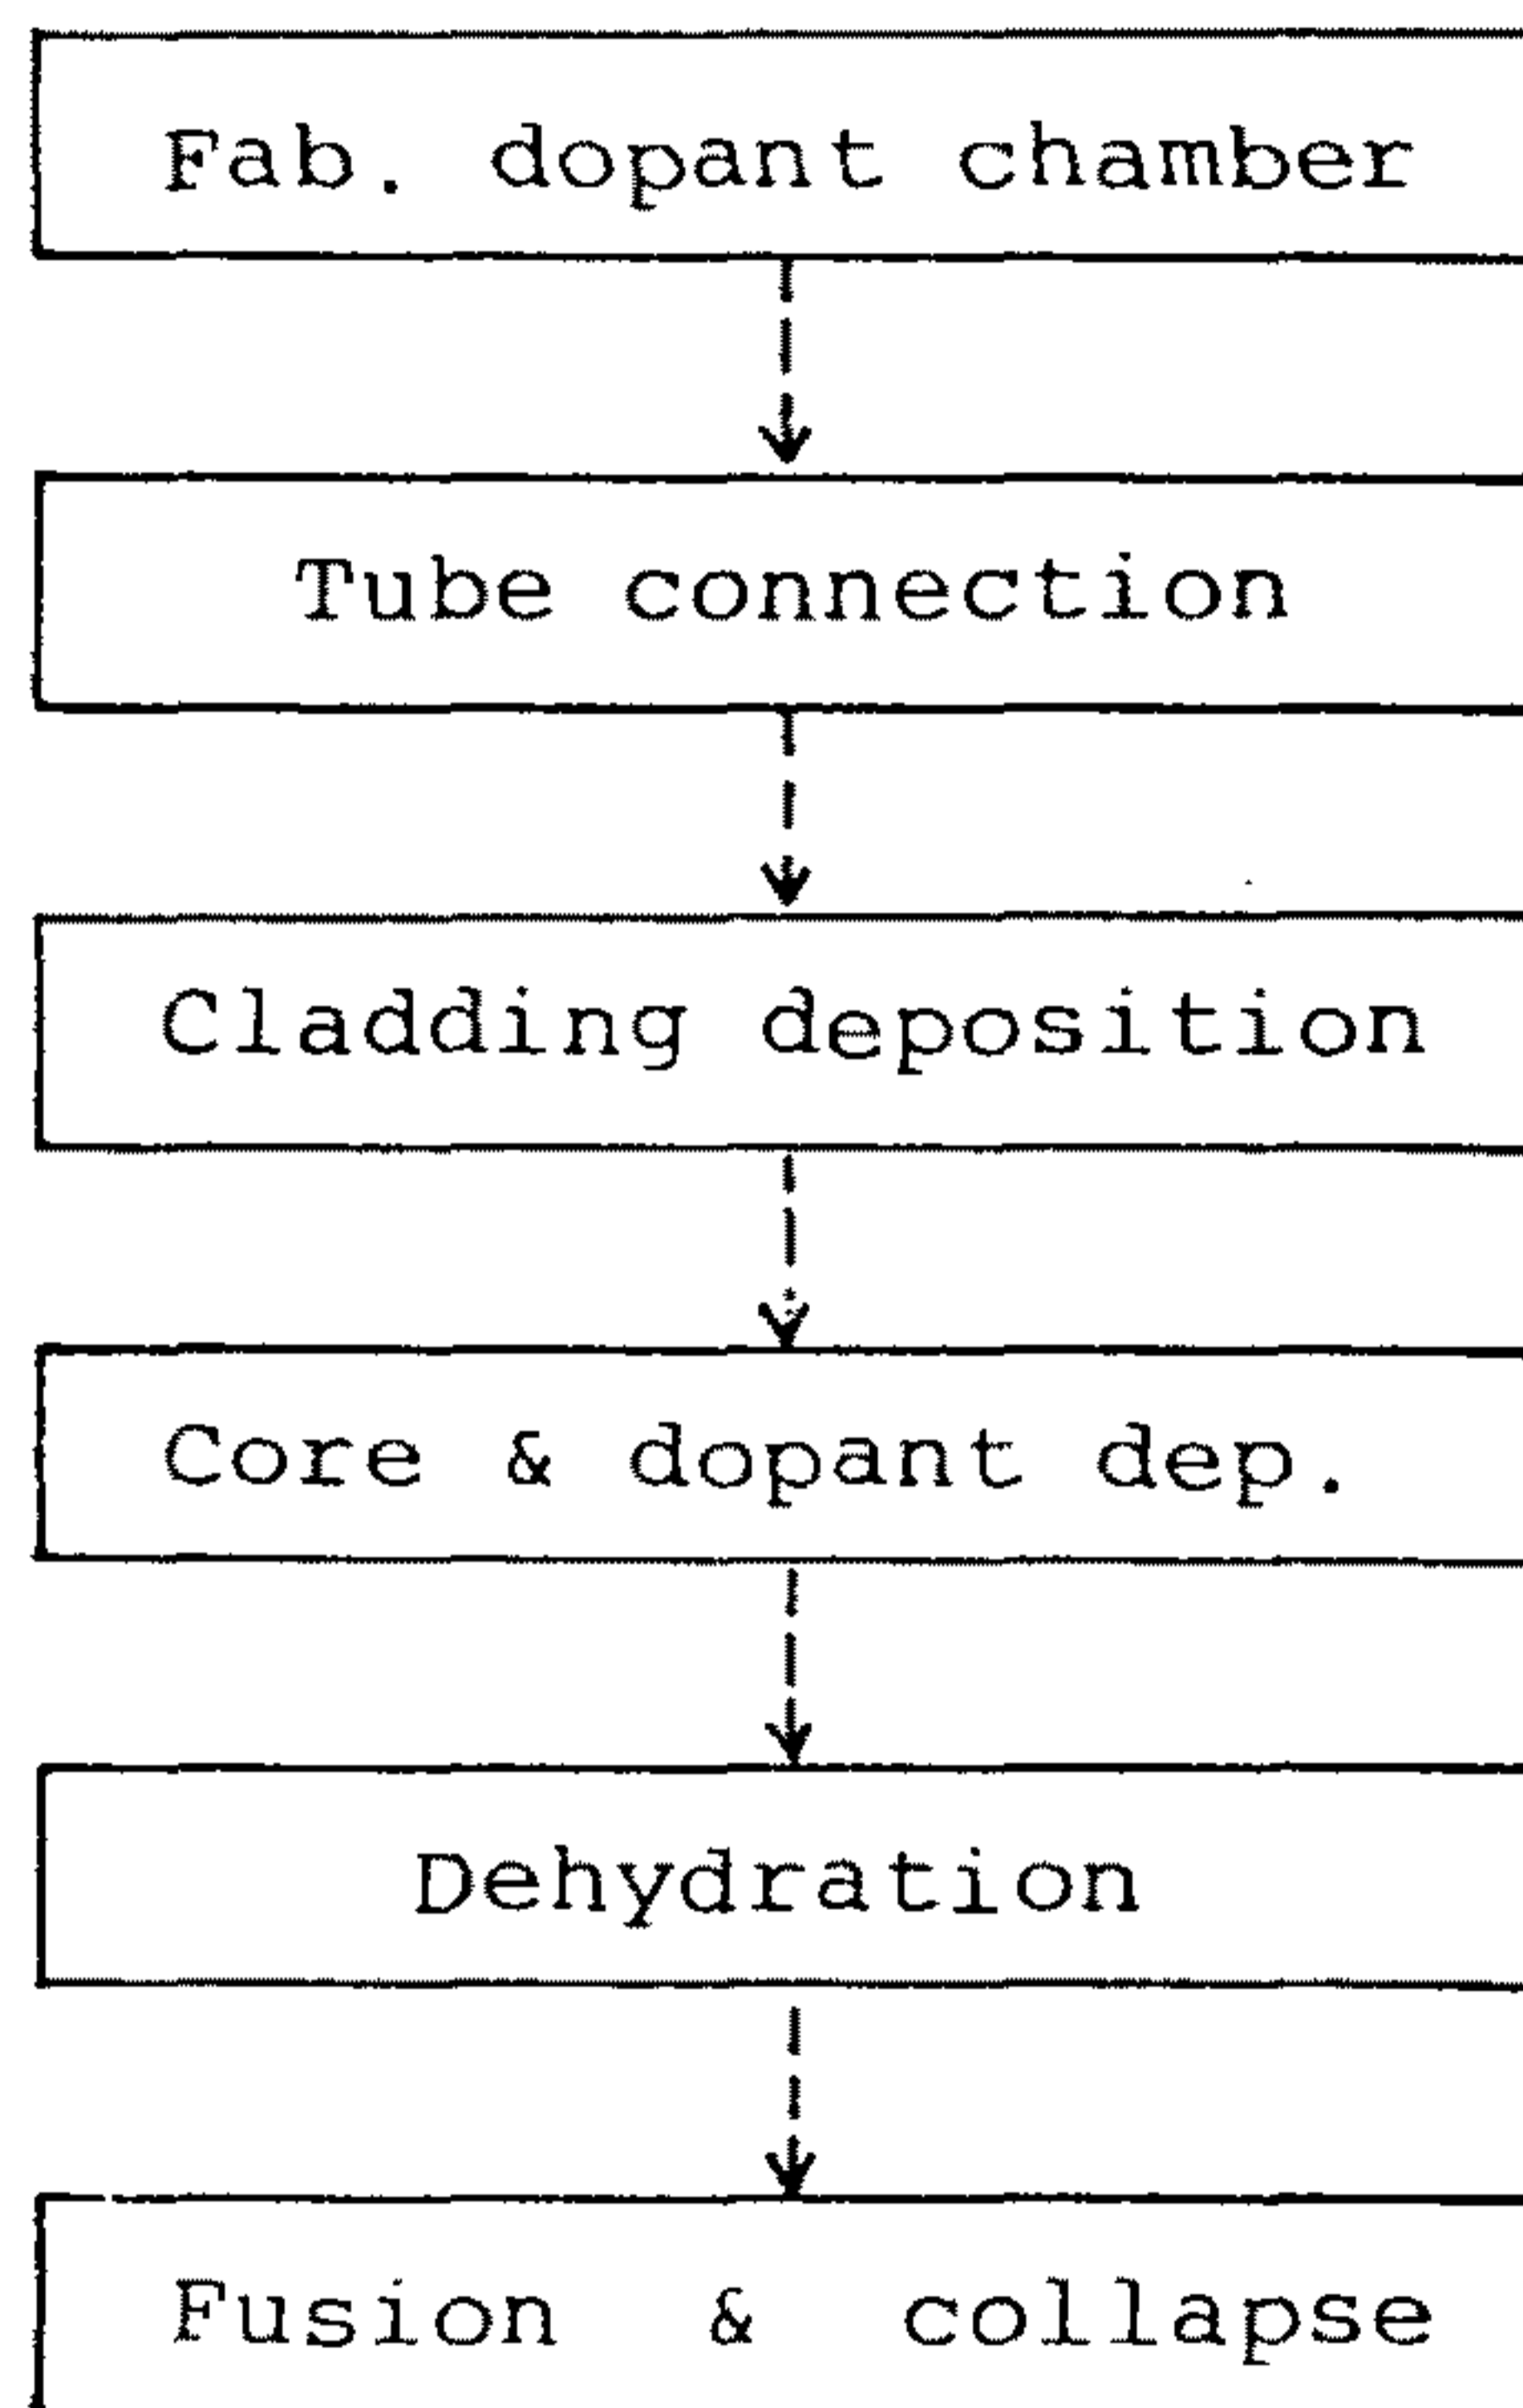 Fab. dopant chamber
Tube connection
Cladding deposition
Core & dopant dep.
Dehydration
Fusion & collapse